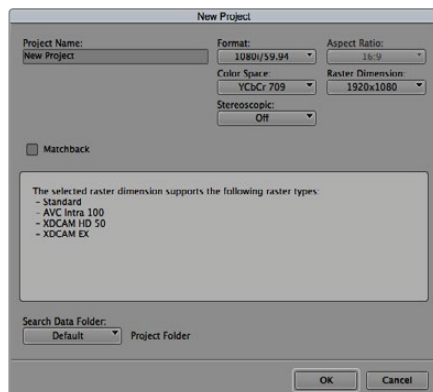 New Project
Project Name:
New Project
Format:
1080i/59.94
Aspect Ratio:
16:9
Color Space:
YCbCr 709
Raster Dimension:
1920x1080
Stereoscopic:
Off
Matchback
The selected raster dimension supports the following raster types:
- Standard
- AVC Intra 100
- XDCAM HD 50
- XDCAM EX
Search Data Folder:
Default
Project Folder
OK
Cancel